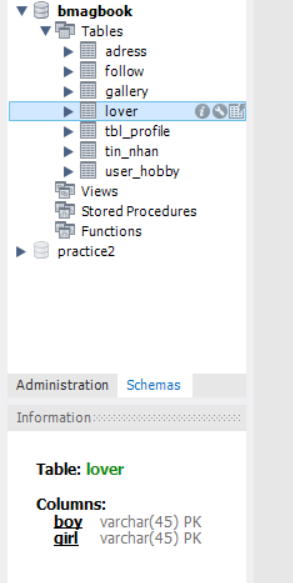 bmagbook
Tables
adress
follow
gallery
lover
tbl_profile
tin_nhan
user_hobby
Views
Stored Procedures
Functions
practice2
Administration Schemas
Information
Table: lover
Columns:
boy varchar(45) PK
girl varchar(45) PK